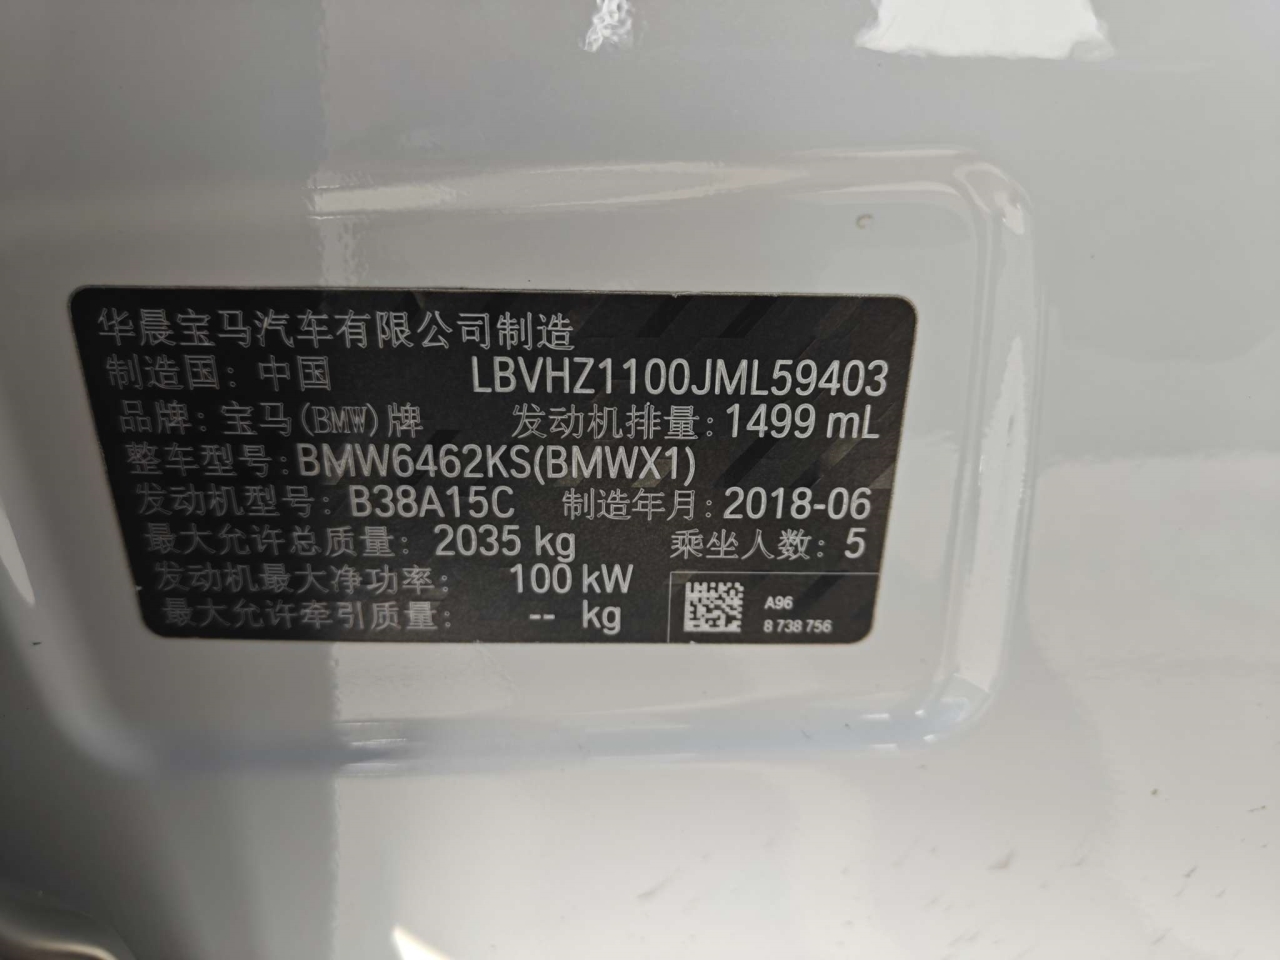 华晨宝马汽车有限公司制造
制造国：中国 LBVHZ1100JML59403
品牌：宝马(BMW)牌 发动机排量：1499 mL
整车型号：BMW6462KS(BMWX1)
发动机型号：B38A15C 制造年月：2018-06
最大允许总质量：2035 kg 乘坐人数：5
发动机最大净功率：100 kW
最大允许牵引质量：-- kg
A96
8 738 756